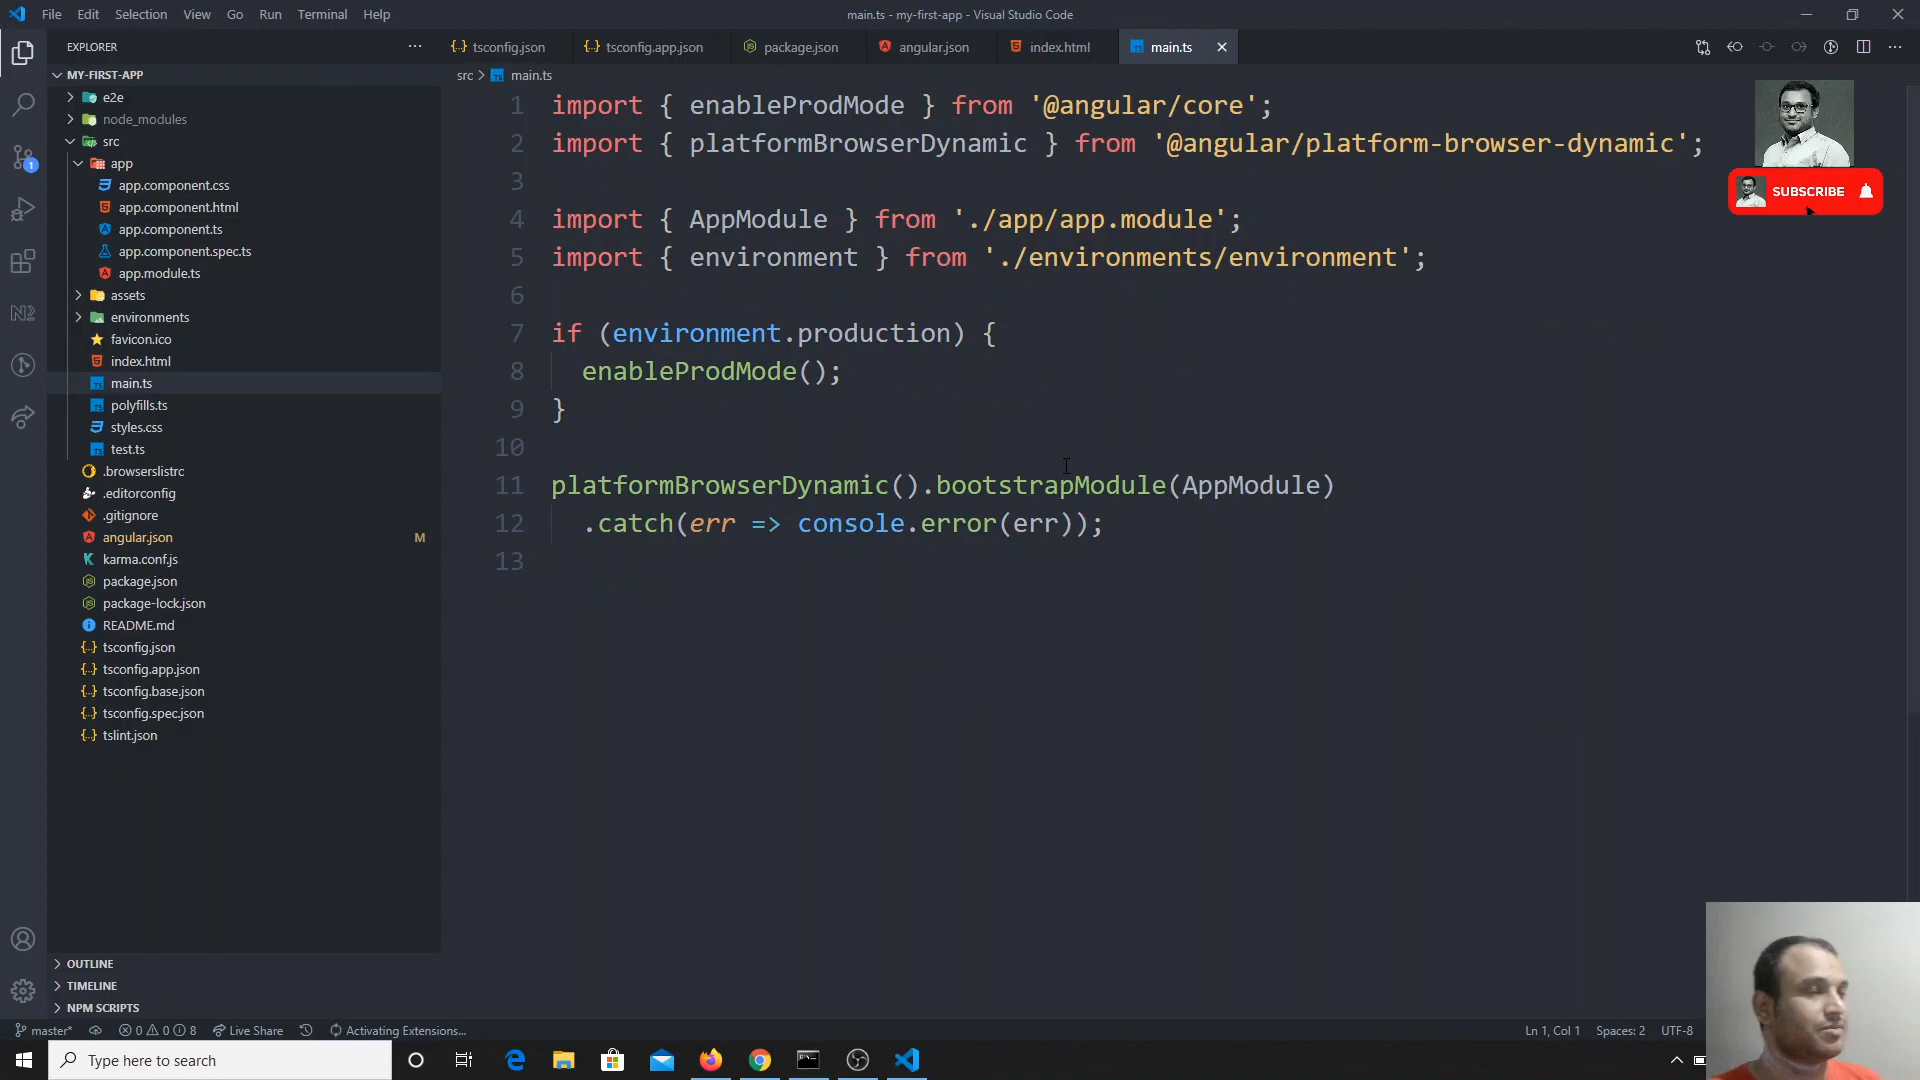 File Edit Selection View Go Run Terminal Help
main.ts - my-first-app - Visual Studio Code
EXPLORER
MY-FIRST-APP
e2e
node_modules
src
app
app.component.css
app.component.html
app.component.ts
app.component.spec.ts
app.module.ts
assets
environments
favicon.ico
index.html
main.ts
polyfills.ts
styles.css
test.ts
.browserslistrc
.editorconfig
.gitignore
angular.json M
karma.conf.js
package.json
package-lock.json
README.md
tsconfig.json
tsconfig.app.json
tsconfig.base.json
tsconfig.spec.json
tslint.json
OUTLINE
TIMELINE
NPM SCRIPTS
tsconfig.json tsconfig.app.json package.json angular.json index.html main.ts
src > main.ts
1 import { enableProdMode } from '@angular/core';
2 import { platformBrowserDynamic } from '@angular/platform-browser-dynamic';
3
4 import { AppModule } from './app/app.module';
5 import { environment } from './environments/environment';
6
7 if (environment.production) {
8 enableProdMode();
9 }
10
11 platformBrowserDynamic().bootstrapModule(AppModule)
12 .catch(err => console.error(err));
13
SUBSCRIBE
1
master* 0 0 8 Live Share Activating Extensions...
Ln 1, Col 1 Spaces: 2 UTF-8
Type here to search